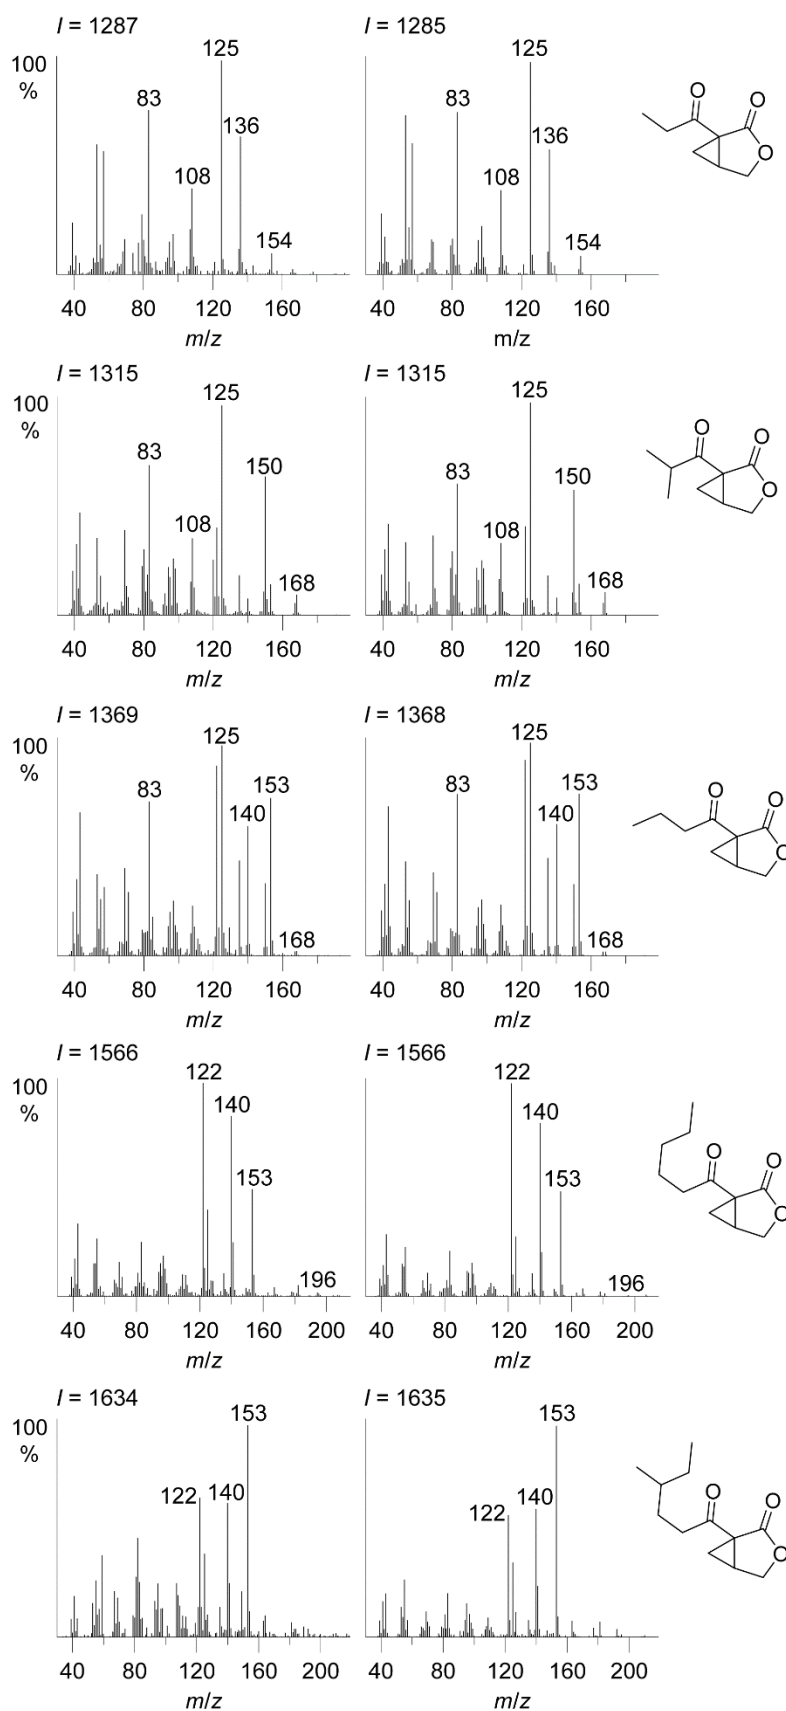 I = 1287
I = 1285
100
%
125
83
136
108
154
125
83
136
108
154
O
O
O
40 80 120 160
40 80 120 160
m/z
m/z
I = 1315
I = 1315
100
%
125
83
150
108
168
125
83
150
108
168
O
O
O
40 80 120 160
40 80 120 160
m/z
m/z
I = 1369
I = 1368
100
%
125
83
153
140
168
125
83
153
140
168
O
O
O
40 80 120 160
40 80 120 160
m/z
m/z
I = 1566
I = 1566
100
%
122
140
153
196
122
140
153
196
O
O
O
40 80 120 160 200
40 80 120 160 200
m/z
m/z
I = 1634
I = 1635
100
%
153
122
140
153
122
140
O
O
O
40 80 120 160 200
40 80 120 160 200
m/z
m/z